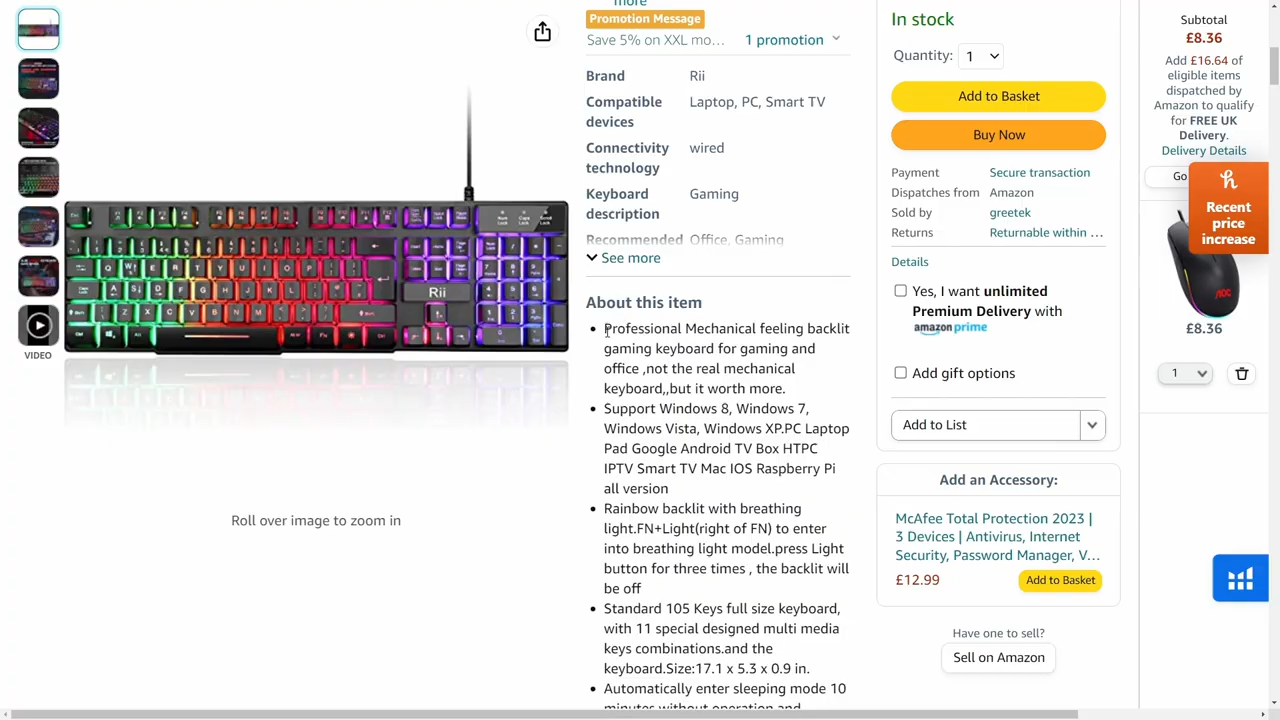 more
Promotion Message
Save 5% on XXL mo… 1 promotion
Brand Rii
Compatible devices Laptop, PC, Smart TV
Connectivity technology wired
Keyboard description Gaming
Recommended Office, Gaming
See more
About this item
Professional Mechanical feeling backlit
gaming keyboard for gaming and
office ,not the real mechanical
keyboard,,but it worth more.
Support Windows 8, Windows 7,
Windows Vista, Windows XP.PC Laptop
Pad Google Android TV Box HTPC
IPTV Smart TV Mac IOS Raspberry Pi
all version
Rainbow backlit with breathing
light.FN+Light(right of FN) to enter
into breathing light model.press Light
button for three times , the backlit will
be off
Standard 105 Keys full size keyboard,
with 11 special designed multi media
keys combinations.and the
keyboard.Size:17.1 x 5.3 x 0.9 in.
Automatically enter sleeping mode 10
minutes without operation and
VIDEO
Rii
Roll over image to zoom in
In stock
Quantity: 1
Add to Basket
Buy Now
Payment Secure transaction
Dispatches from Amazon
Sold by greetek
Returns Returnable within …
Details
Yes, I want unlimited
Premium Delivery with
amazon prime
Add gift options
Add to List
Add an Accessory:
McAfee Total Protection 2023 |
3 Devices | Antivirus, Internet
Security, Password Manager, V…
£12.99 Add to Basket
Have one to sell?
Sell on Amazon
Subtotal
£8.36
Add £16.64 of
eligible items
dispatched by
Amazon to qualify
for FREE UK
Delivery.
Delivery Details
Go
Recent
price
increase
AOC
£8.36
1